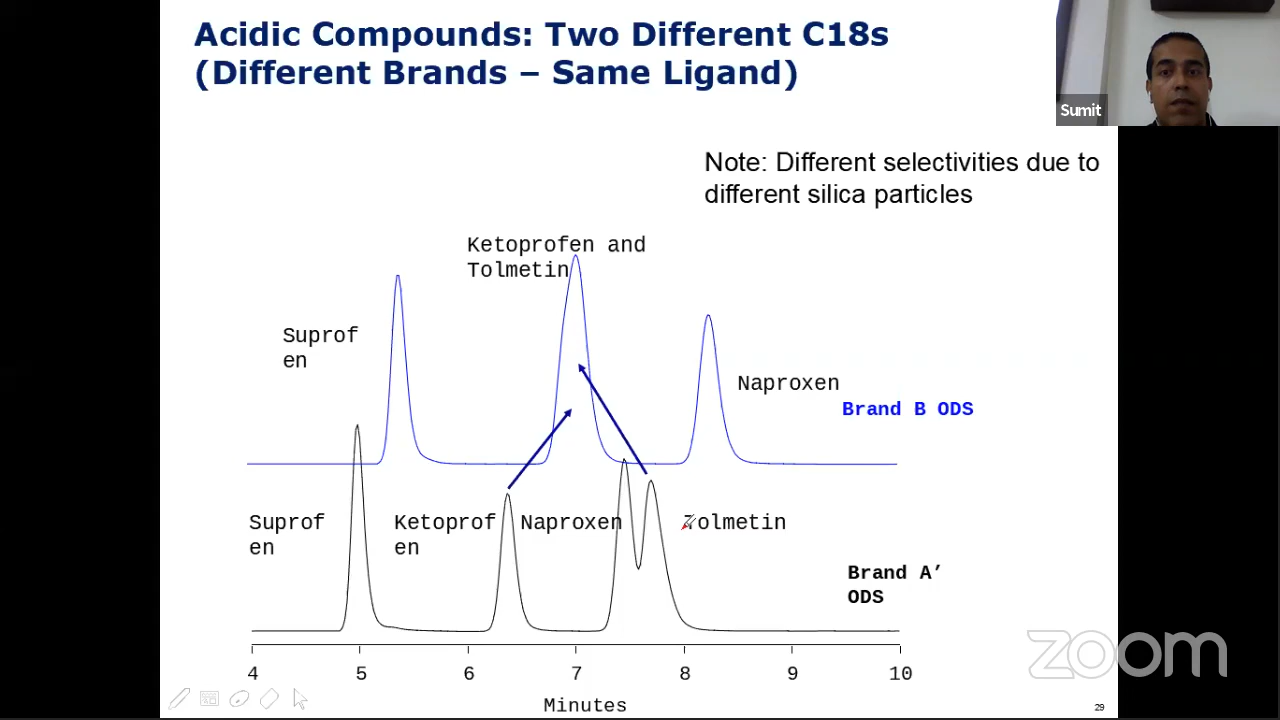 Acidic Compounds: Two Different C18s
(Different Brands – Same Ligand)
Sumit
Note: Different selectivities due to
different silica particles
Ketoprofen and
Tolmetin
Suprof
en
Naproxen
Brand B ODS
Suprof
en
Ketoprof
en
Naproxen
Tolmetin
Brand A’
ODS
4 5 6 7 8 9 10
Minutes
zoom
29